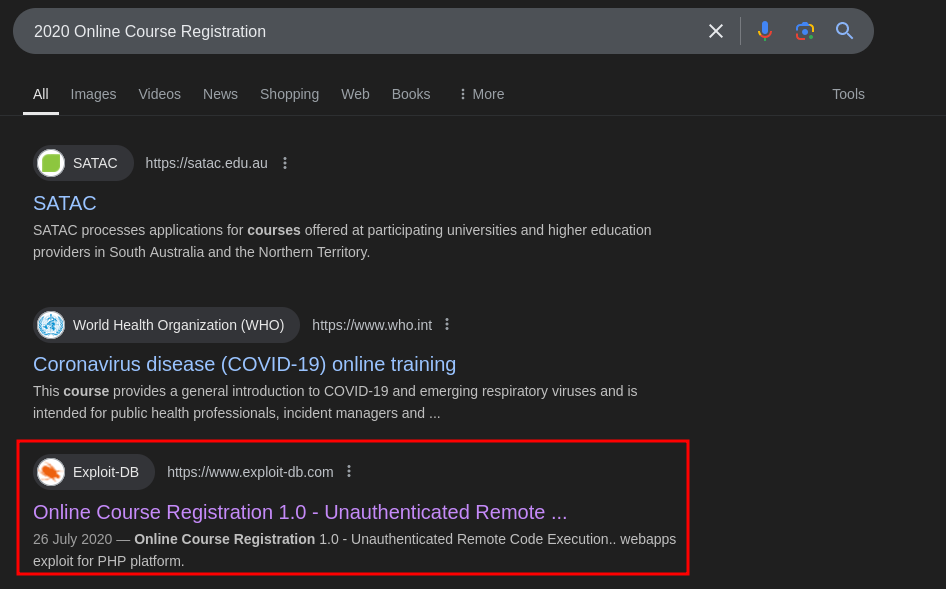 2020 Online Course Registration
All Images Videos News Shopping Web Books More Tools
SATAC https://satac.edu.au
SATAC
SATAC processes applications for courses offered at participating universities and higher education
providers in South Australia and the Northern Territory.
World Health Organization (WHO) https://www.who.int
Coronavirus disease (COVID-19) online training
This course provides a general introduction to COVID-19 and emerging respiratory viruses and is
intended for public health professionals, incident managers and ...
Exploit-DB https://www.exploit-db.com
Online Course Registration 1.0 - Unauthenticated Remote ...
26 July 2020 — Online Course Registration 1.0 - Unauthenticated Remote Code Execution.. webapps
exploit for PHP platform.